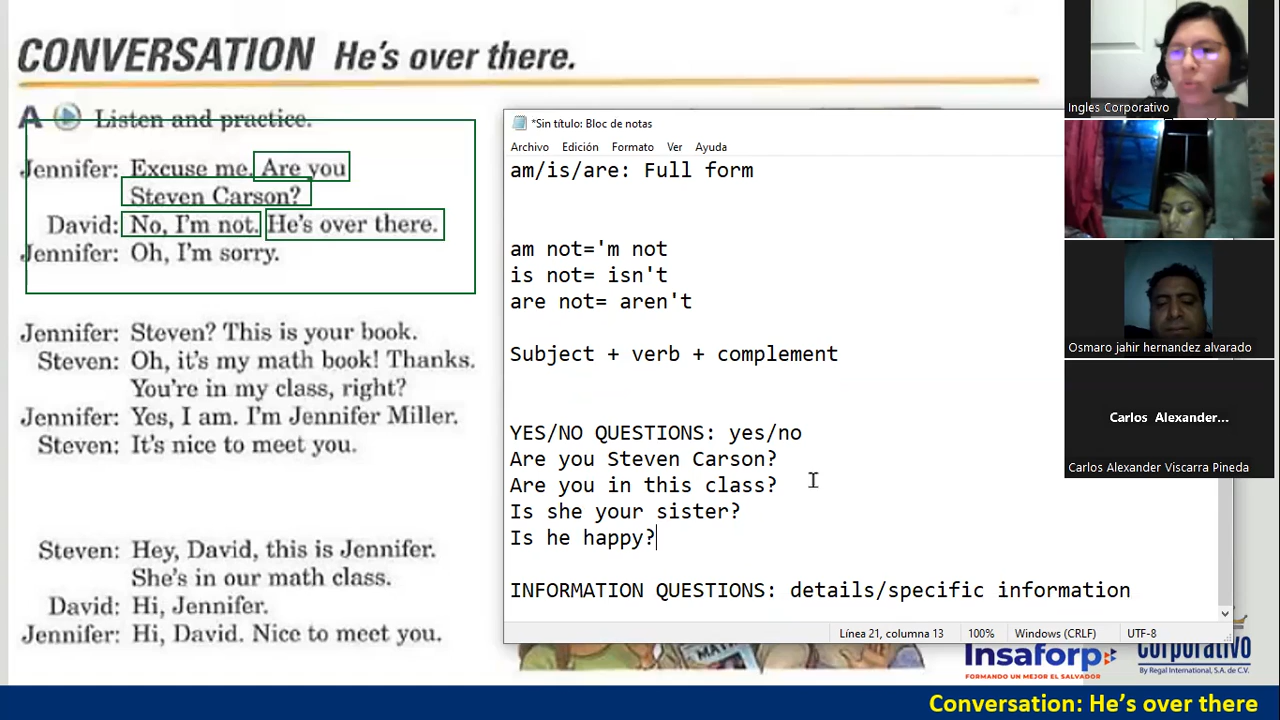 CONVERSATION He's over there.
A Listen and practice.
Jennifer: Excuse me. Are you
Steven Carson?
David: No, I'm not. He's over there.
Jennifer: Oh, I'm sorry.
Jennifer: Steven? This is your book.
Steven: Oh, it's my math book! Thanks.
You're in my class, right?
Jennifer: Yes, I am. I'm Jennifer Miller.
Steven: It's nice to meet you.
Steven: Hey, David, this is Jennifer.
She's in our math class.
David: Hi, Jennifer.
Jennifer: Hi, David. Nice to meet you.
*Sin título: Bloc de notas
Archivo Edición Formato Ver Ayuda
am/is/are: Full form
am not='m not
is not= isn't
are not= aren't
Subject + verb + complement
YES/NO QUESTIONS: yes/no
Are you Steven Carson?
Are you in this class?
Is she your sister?
Is he happy?
INFORMATION QUESTIONS: details/specific information
Línea 21, columna 13 100% Windows (CRLF) UTF-8
Ingles Corporativo
Osmaro jahir hernandez alvarado
Carlos Alexander...
Carlos Alexander Viscarra Pineda
MATH
Insaforp
FORMANDO UN MEJOR EL SALVADOR
Corporativo
By Regal International, S.A. de C.V.
Conversation: He's over there